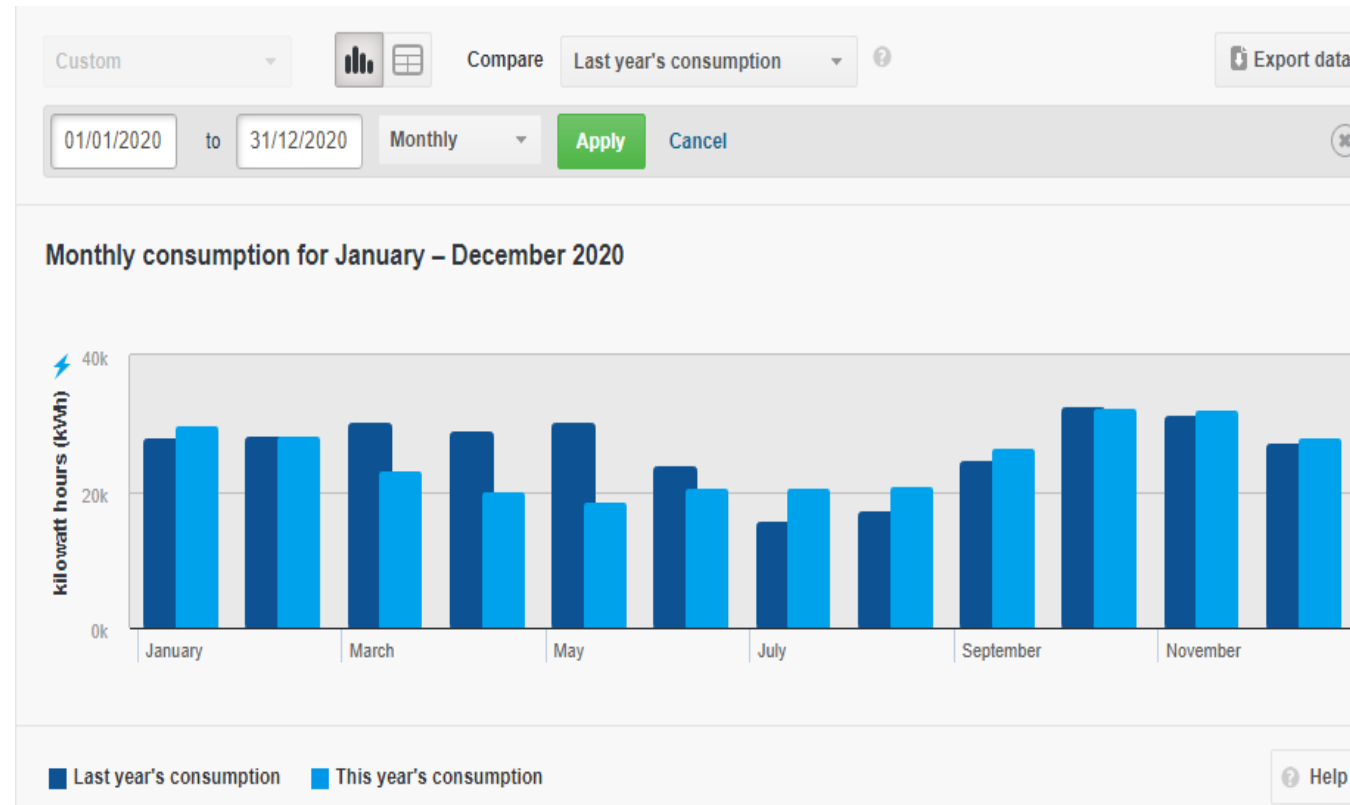 Custom Compare Last year's consumption ? Export data
01/01/2020 to 31/12/2020 Monthly Apply Cancel
Monthly consumption for January – December 2020
40k
20k
0k
kilowatt hours (kWh)
January March May July September November
Last year's consumption This year's consumption ? Help